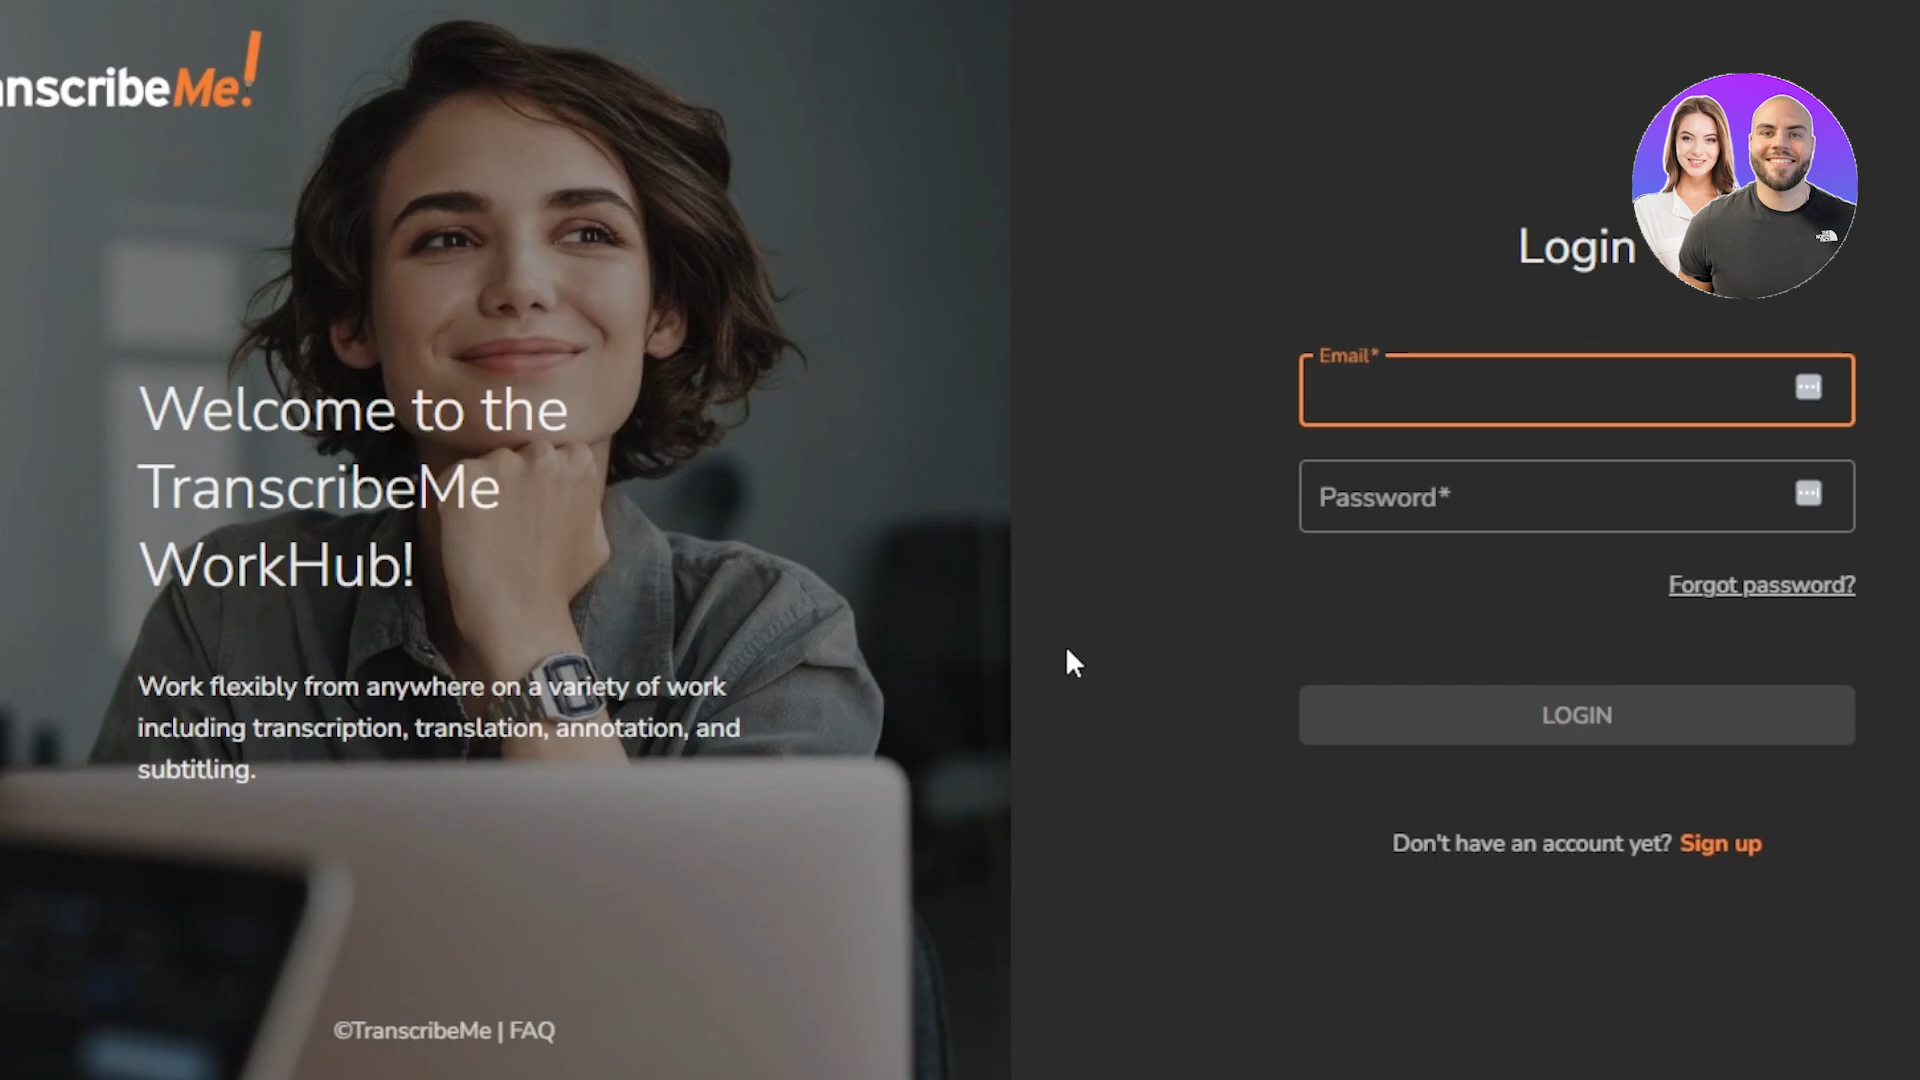 anscribeMe!
Welcome to the
TranscribeMe
WorkHub!
Work flexibly from anywhere on a variety of work
including transcription, translation, annotation, and
subtitling.
©TranscribeMe | FAQ
Login
Email*
Password*
Forgot password?
LOGIN
Don't have an account yet? Sign up